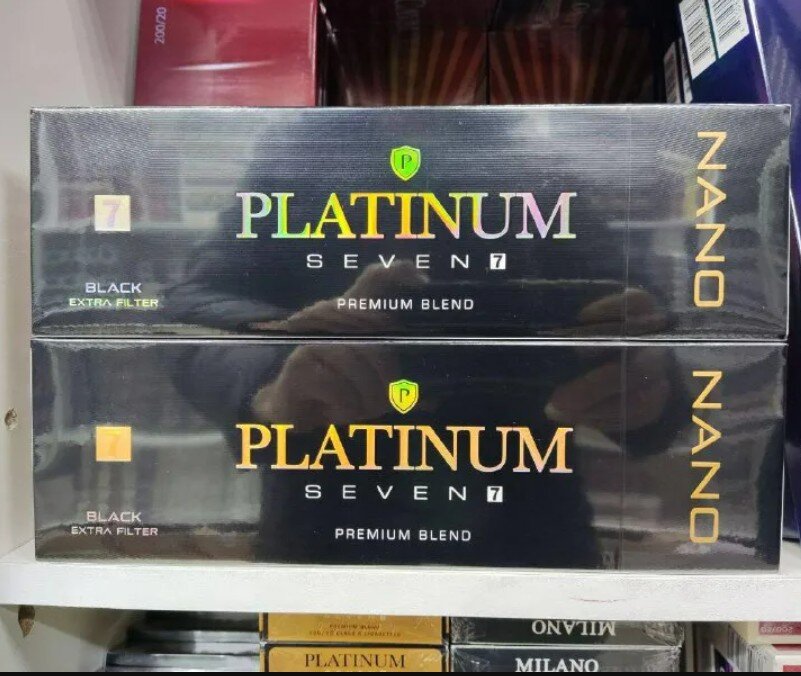 200/20
P
PLATINUM
SEVEN 7
PREMIUM BLEND
7
BLACK
EXTRA FILTER
NANO
P
PLATINUM
SEVEN 7
PREMIUM BLEND
7
BLACK
EXTRA FILTER
NANO
MILANO
PLATINUM
MILANO